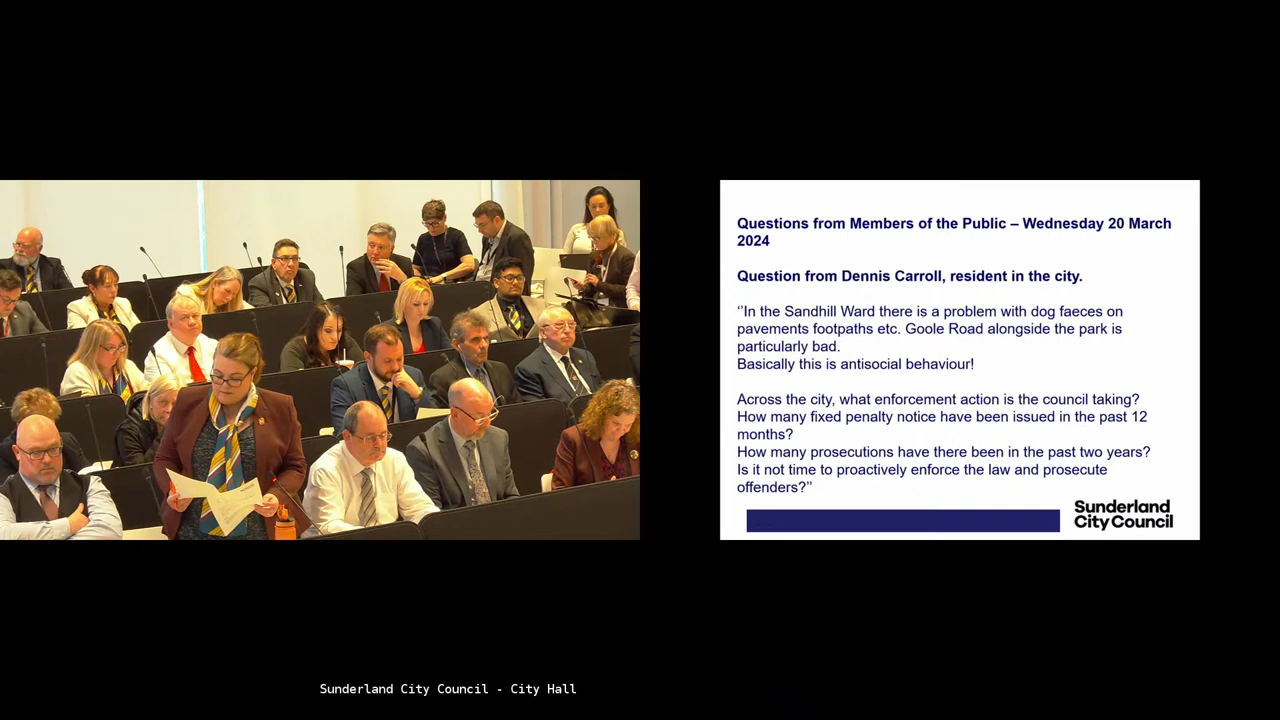 Questions from Members of the Public – Wednesday 20 March
2024
Question from Dennis Carroll, resident in the city.
‘'In the Sandhill Ward there is a problem with dog faeces on
pavements footpaths etc. Goole Road alongside the park is
particularly bad.
Basically this is antisocial behaviour!
Across the city, what enforcement action is the council taking?
How many fixed penalty notice have been issued in the past 12
months?
How many prosecutions have there been in the past two years?
Is it not time to proactively enforce the law and prosecute
offenders?’’
Sunderland
City Council
Sunderland City Council - City Hall